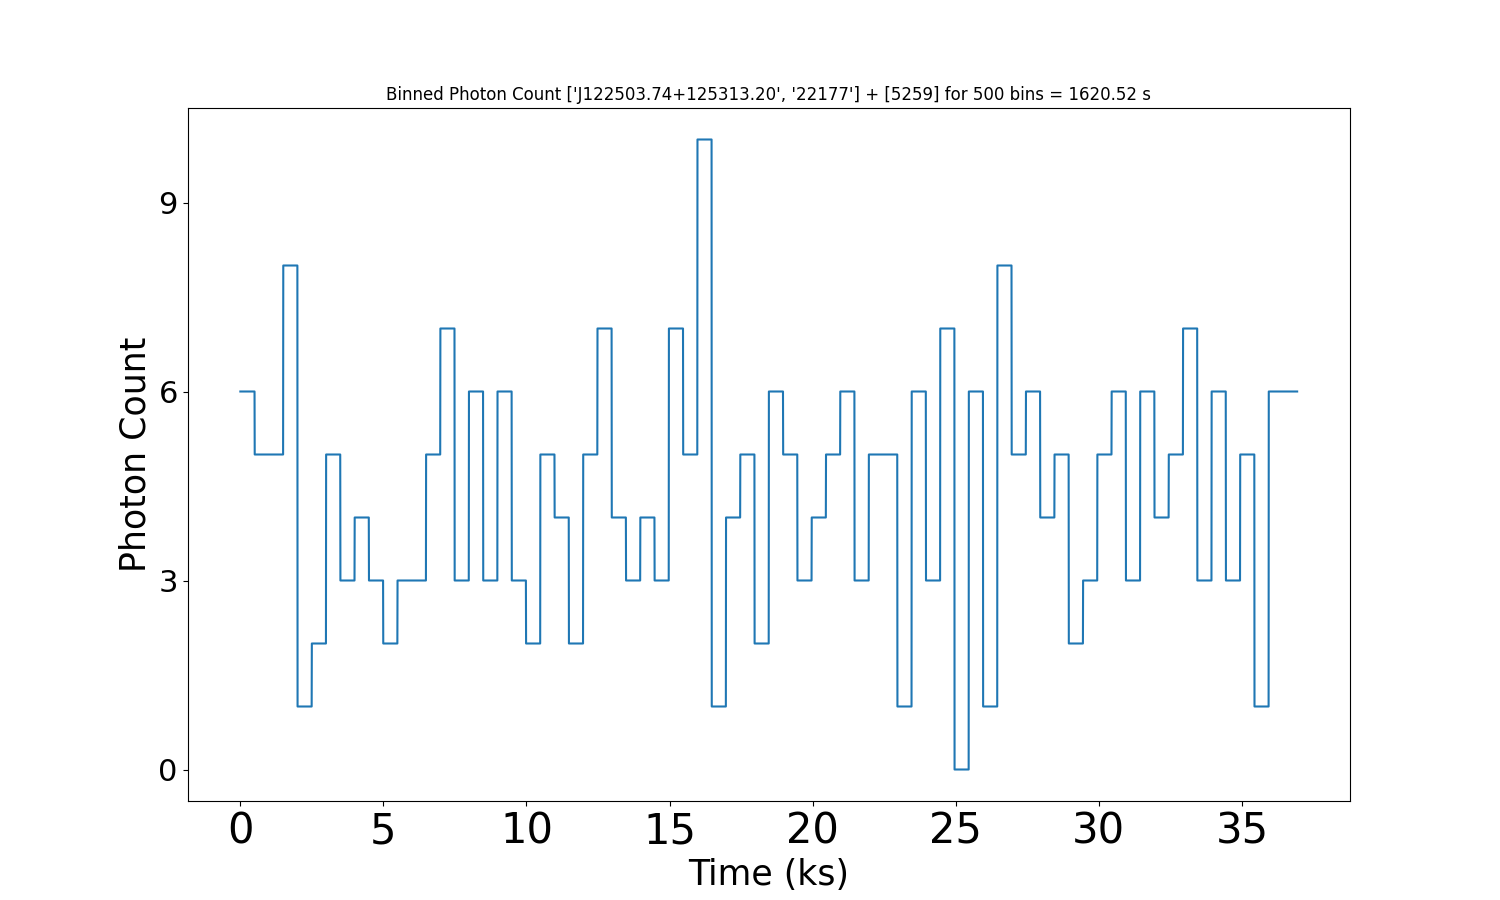 Binned Photon Count ['J122503.74+125313.20', '22177'] + [5259] for 500 bins = 1620.52 s
9
6
3
0
Photon Count
0 5 10 15 20 25 30 35
Time (ks)